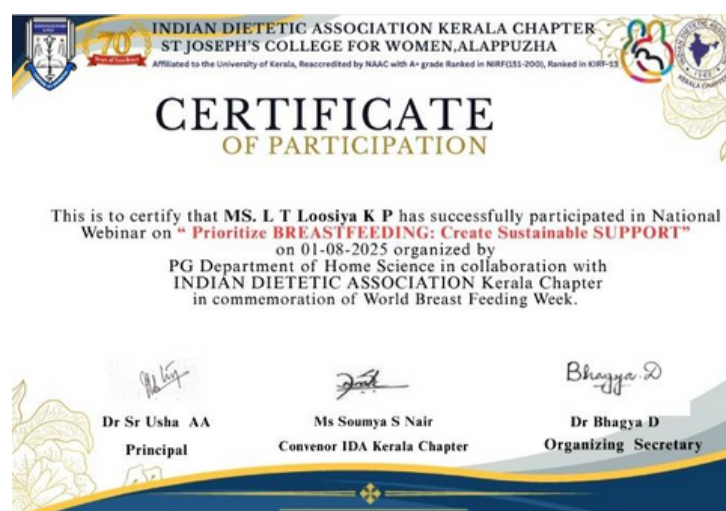 INDIAN DIETETIC ASSOCIATION KERALA CHAPTER
ST JOSEPH'S COLLEGE FOR WOMEN,ALAPPUZHA
Affiliated to the University of Kerala, Reaccredited by NAAC with A+ grade Ranked in NIRF(151-200), Ranked in KIRF-13
70
Years of Excellence
CERTIFICATE
OF PARTICIPATION
This is to certify that MS. L T Loosiya K P has successfully participated in National
Webinar on “ Prioritize BREASTFEEDING: Create Sustainable SUPPORT”
on 01-08-2025 organized by
PG Department of Home Science in collaboration with
INDIAN DIETETIC ASSOCIATION Kerala Chapter
in commemoration of World Breast Feeding Week.
Bhagya.D
Dr Sr Usha AA
Ms Soumya S Nair
Dr Bhagya D
Principal
Convenor IDA Kerala Chapter
Organizing Secretary